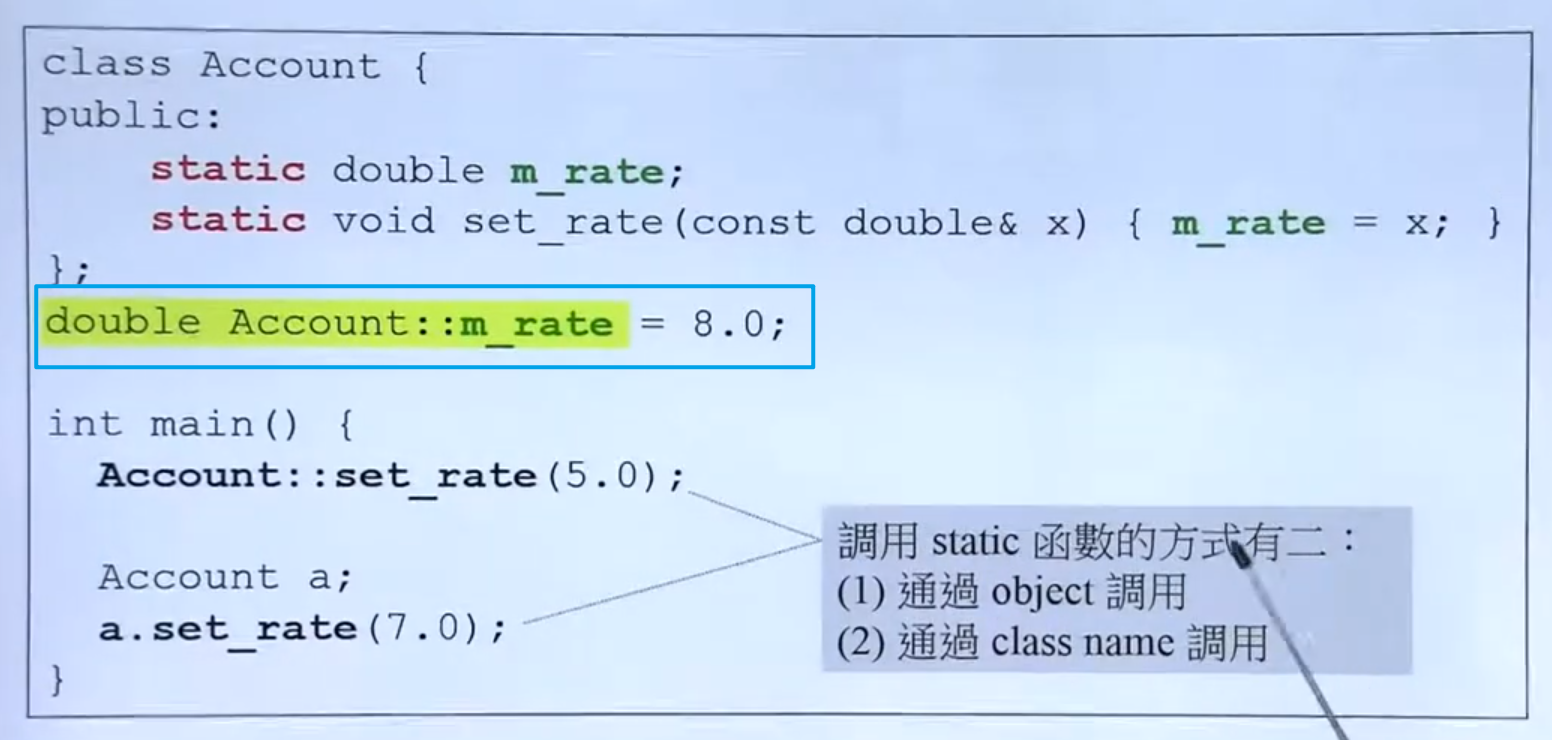 class Account {
public:
    static double m_rate;
    static void set_rate(const double& x) { m_rate = x; }
};
double Account::m_rate = 8.0;

int main() {
  Account::set_rate(5.0);

  Account a;
  a.set_rate(7.0);
}
調用 static 函數的方式有二：
(1) 通過 object 調用
(2) 通過 class name 調用